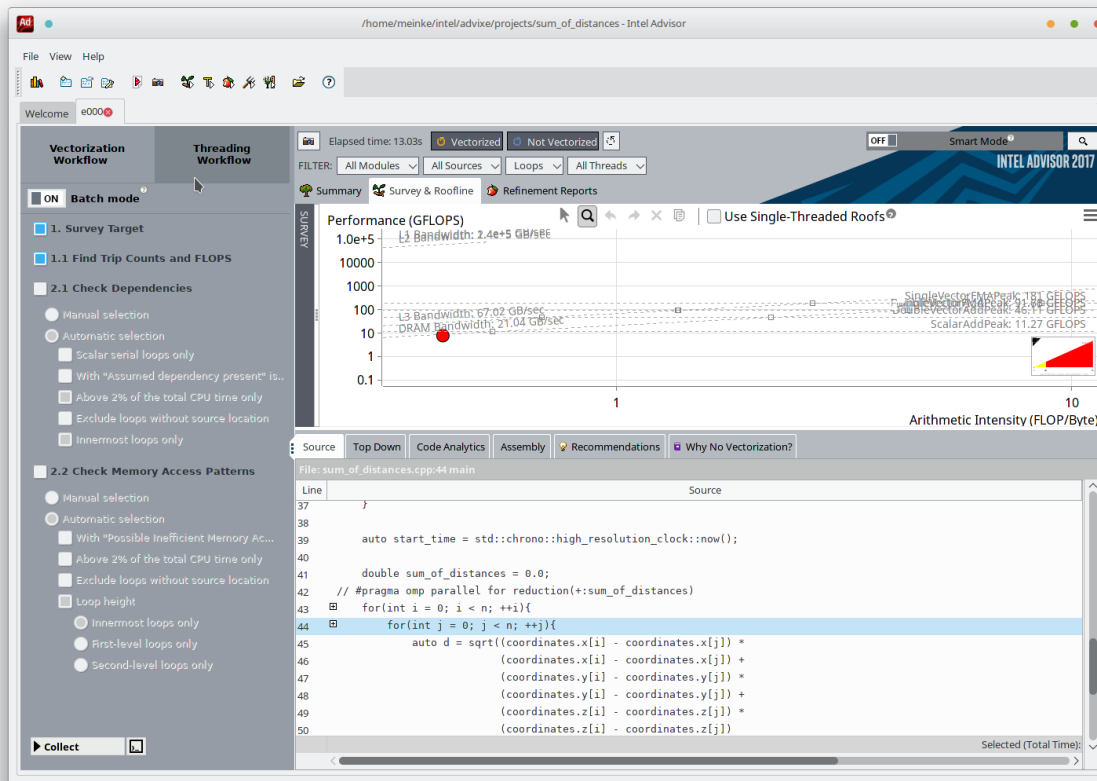 /home/meinke/intel/advixe/projects/sum_of_distances - Intel Advisor
File View Help
Welcome e000
Vectorization Workflow
Threading Workflow
ON Batch mode
1. Survey Target
1.1 Find Trip Counts and FLOPS
2.1 Check Dependencies
Manual selection
Automatic selection
Scalar serial loops only
With "Assumed dependency present" is..
Above 2% of the total CPU time only
Exclude loops without source location
Innermost loops only
2.2 Check Memory Access Patterns
Manual selection
Automatic selection
With "Possible Inefficient Memory Ac...
Above 2% of the total CPU time only
Exclude loops without source location
Loop height
Innermost loops only
First-level loops only
Second-level loops only
Collect
Elapsed time: 13.03s Vectorized Not Vectorized OFF Smart Mode
FILTER: All Modules All Sources Loops All Threads INTEL ADVISOR 2017
Summary Survey & Roofline Refinement Reports
SURVEY
Performance (GFLOPS) Use Single-Threaded Roofs
1.0e+5
10000
1000
100
10
1
0.1
L2 Bandwidth: 2.4e+5 GB/sec
L3 Bandwidth: 67.02 GB/sec
DRAM Bandwidth: 21.04 GB/sec
SingleVectorFMAPeak: 181 GFLOPS
DoubleVectorAddPeak: 46.11 GFLOPS
ScalarAddPeak: 11.27 GFLOPS
1 10
Arithmetic Intensity (FLOP/Byte)
Source Top Down Code Analytics Assembly Recommendations Why No Vectorization?
File: sum_of_distances.cpp:44 main
Line Source
37 }
38
39 auto start_time = std::chrono::high_resolution_clock::now();
40
41 double sum_of_distances = 0.0;
42 // #pragma omp parallel for reduction(+:sum_of_distances)
43 for(int i = 0; i < n; ++i){
44 for(int j = 0; j < n; ++j){
45 auto d = sqrt((coordinates.x[i] - coordinates.x[j]) *
46 (coordinates.x[i] - coordinates.x[j]) +
47 (coordinates.y[i] - coordinates.y[j]) *
48 (coordinates.y[i] - coordinates.y[j]) +
49 (coordinates.z[i] - coordinates.z[j]) *
50 (coordinates.z[i] - coordinates.z[j])
Selected (Total Time):